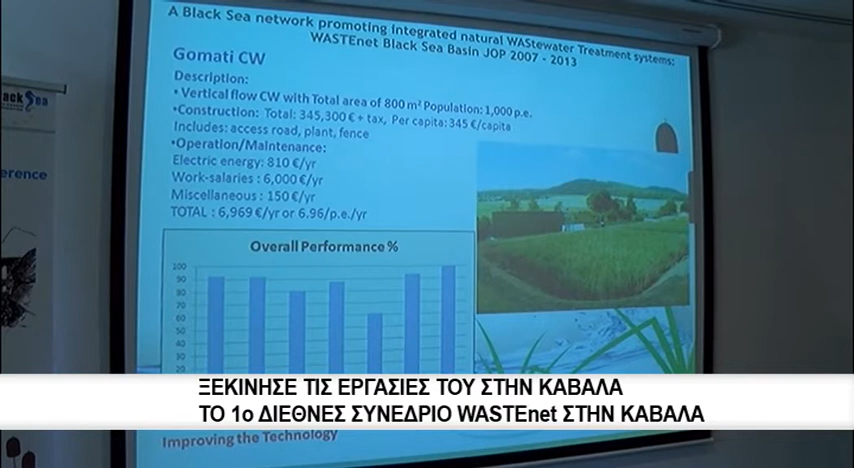 A Black Sea network promoting integrated natural WAStewater Treatment systems:
WASTEnet Black Sea Basin JOP 2007 - 2013
Gomati CW
Description:
• Vertical flow CW with Total area of 800 m² Population: 1,000 p.e.
•Construction: Total: 345,300 € + tax, Per capita: 345 €/capita
Includes: access road, plant, fence
•Operation/Maintenance:
Electric energy: 810 €/yr
Work-salaries : 6,000 €/yr
Miscellaneous : 150 €/yr
TOTAL : 6,969 €/yr or 6.96/p.e./yr
Overall Performance %
100
90
80
70
60
50
40
30
20
lack Sea
erence
ΞΕΚΙΝΗΣΕ ΤΙΣ ΕΡΓΑΣΙΕΣ ΤΟΥ ΣΤΗΝ ΚΑΒΑΛΑ
ΤΟ 1ο ΔΙΕΘΝΕΣ ΣΥΝΕΔΡΙΟ WASTEnet ΣΤΗΝ ΚΑΒΑΛΑ
Improving the Technology